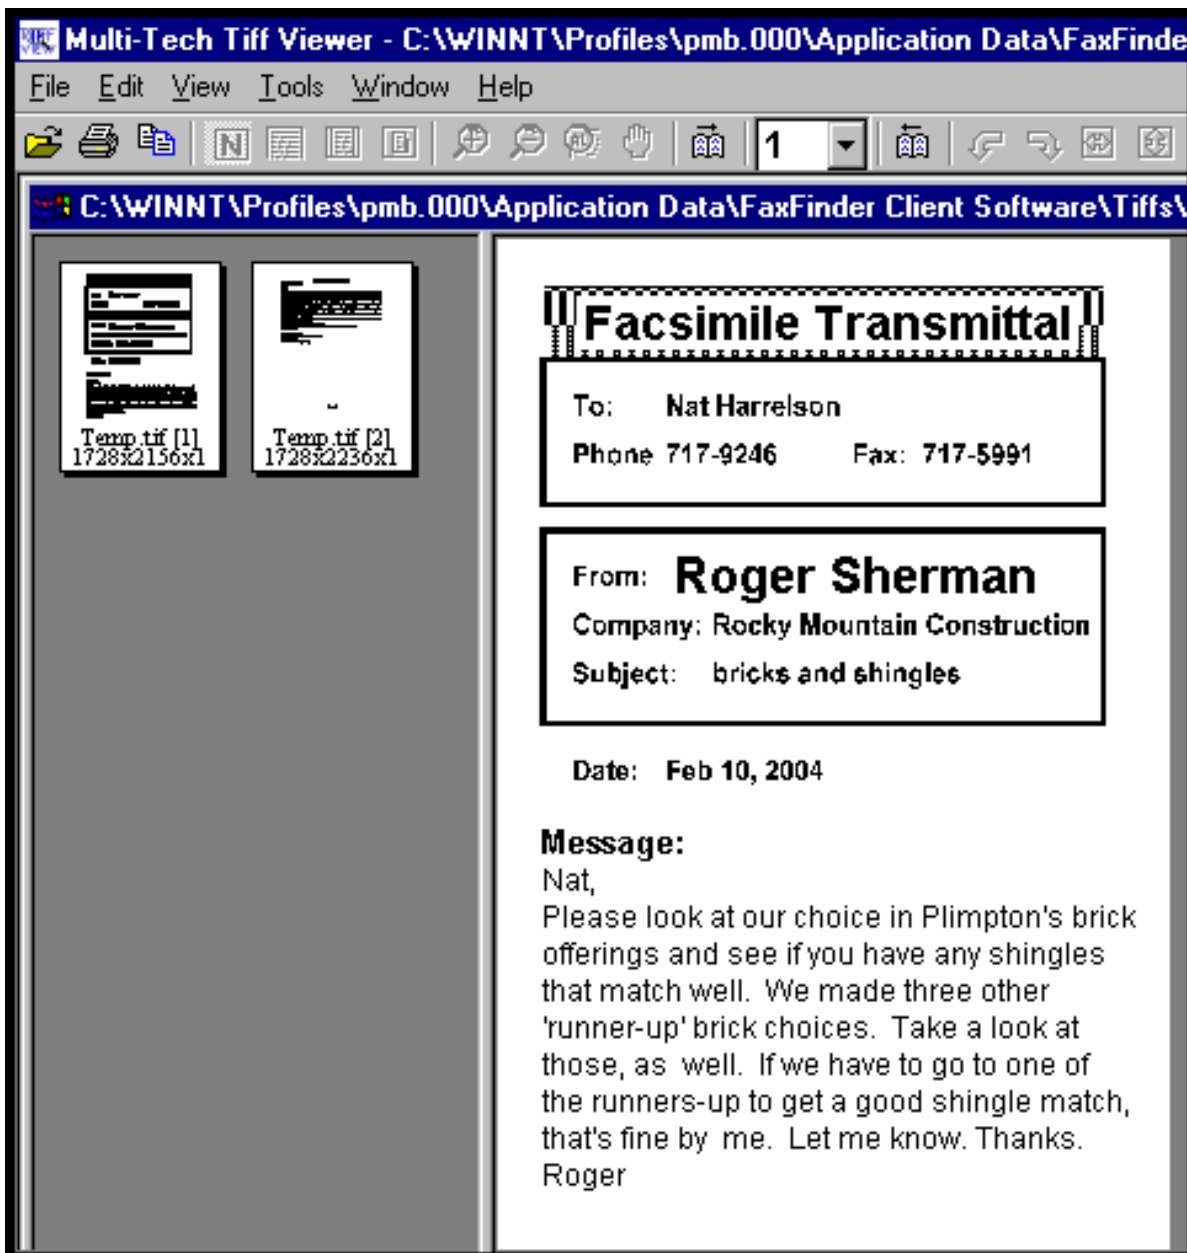 Multi-Tech Tiff Viewer - C:\WINNT\Profiles\pmb.000\Application Data\FaxFinde
File Edit View Tools Window Help
1
C:\WINNT\Profiles\pmb.000\Application Data\FaxFinder Client Software\Tiffs\
Temp.tif [1]
1728x2156x1
Temp.tif [2]
1728x2236x1
Facsimile Transmittal
To: Nat Harrelson
Phone 717-9246 Fax: 717-5991
From: Roger Sherman
Company: Rocky Mountain Construction
Subject: bricks and shingles
Date: Feb 10, 2004
Message:
Nat,
Please look at our choice in Plimpton's brick
offerings and see if you have any shingles
that match well. We made three other
'runner-up' brick choices. Take a look at
those, as well. If we have to go to one of
the runners-up to get a good shingle match,
that's fine by me. Let me know. Thanks.
Roger